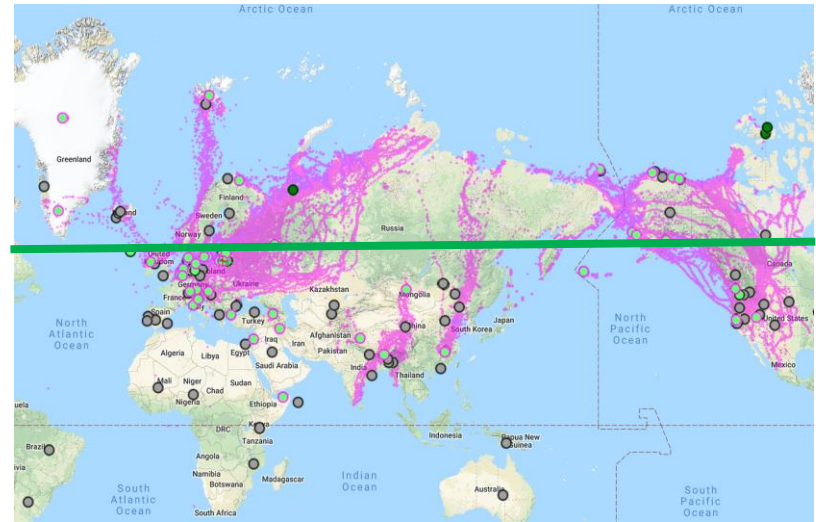 Arctic Ocean
Arctic Ocean
Greenland
Finland
Sweden
Norway
Russia
Canada
Germany
Ukraine
France
Kazakhstan
Mongolia
Spain
Turkey
North
Atlantic
Ocean
Afghanistan
Iraq
Iran
Pakistan
China
South Korea
Japan
North
Pacific
Ocean
United States
Algeria
Libya
Egypt
Saudi Arabia
India
Thailand
Mexico
Mali
Niger
Chad
Sudan
Nigeria
Ethiopia
DRC
Tanzania
Indonesia
Papua New
Guinea
Brazil
Angola
Namibia
Botswana
Madagascar
South
Atlantic
Ocean
Indian
Ocean
Australia
South
Pacific
Ocean
South Africa